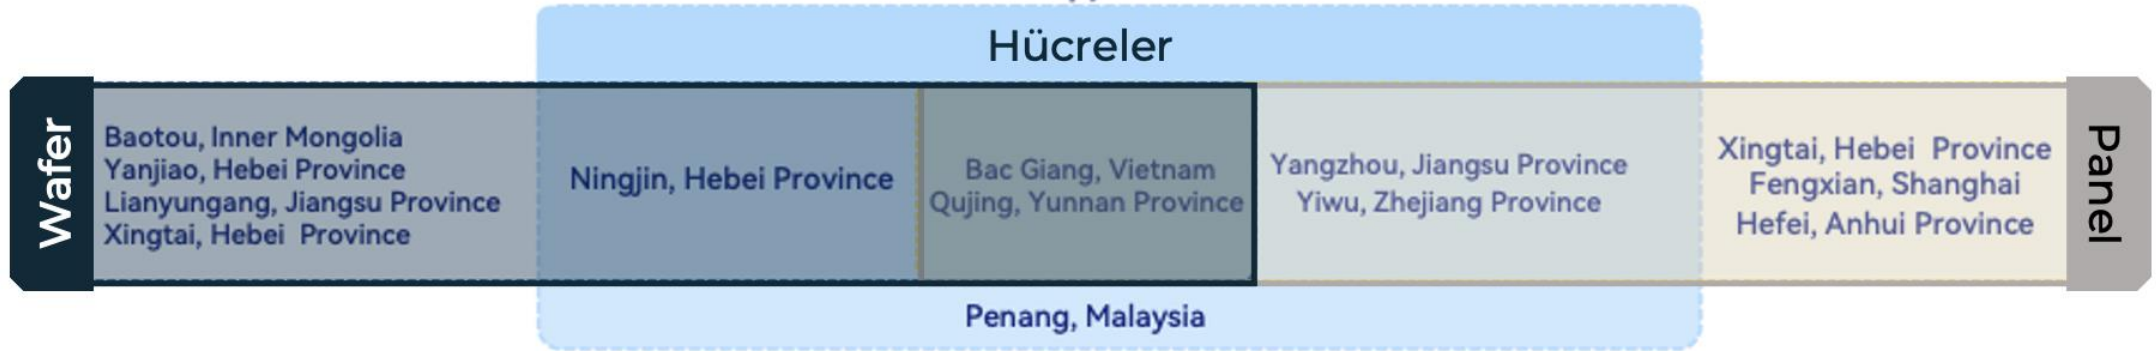 Hücreler
Wafer
Baotou, Inner Mongolia
Yanjiao, Hebei Province
Lianyungang, Jiangsu Province
Xingtai, Hebei Province
Ningjin, Hebei Province
Bac Giang, Vietnam
Qujing, Yunnan Province
Yangzhou, Jiangsu Province
Yiwu, Zhejiang Province
Xingtai, Hebei Province
Fengxian, Shanghai
Hefei, Anhui Province
Panel
Penang, Malaysia